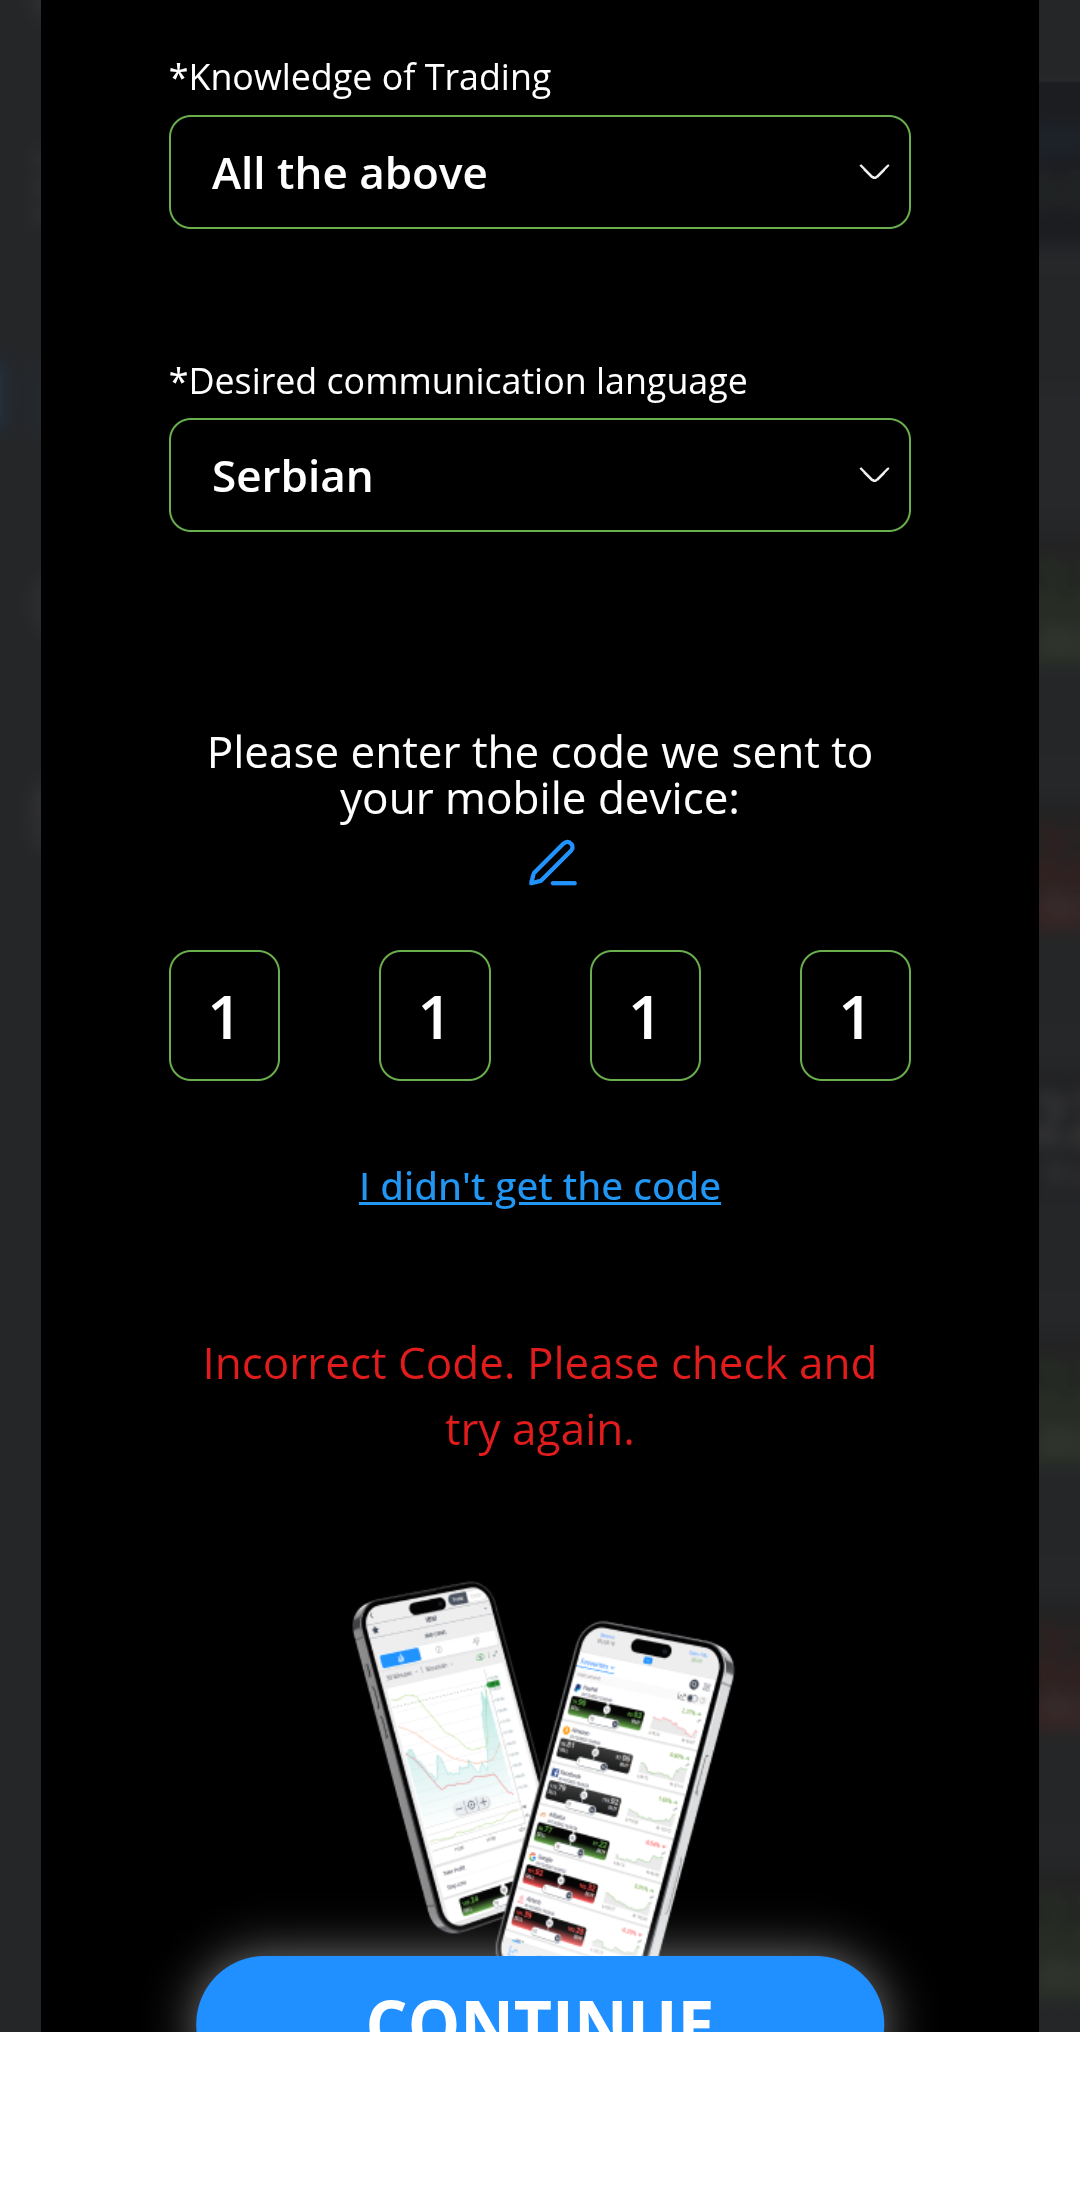 *Knowledge of Trading
All the above
*Desired communication language
Serbian
Please enter the code we sent to
your mobile device:
1 1 1 1
I didn't get the code
Incorrect Code. Please check and
try again.
CONTINUE